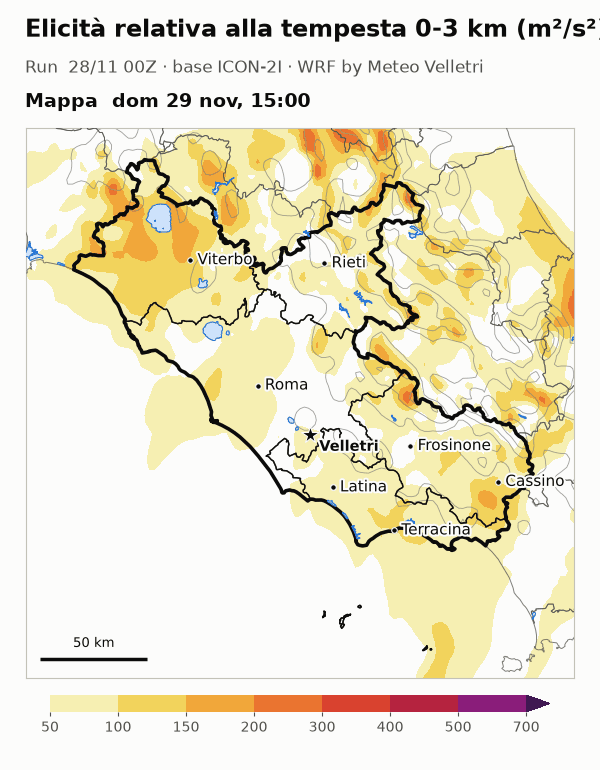 Elicità relativa alla tempesta 0-3 km (m²/s²)
Run 28/11 00Z · base ICON-2I · WRF by Meteo Velletri
Mappa dom 29 nov, 15:00
Viterbo
Rieti
Roma
Velletri
Frosinone
Latina
Cassino
Terracina
50 km
50 100 150 200 300 400 500 700